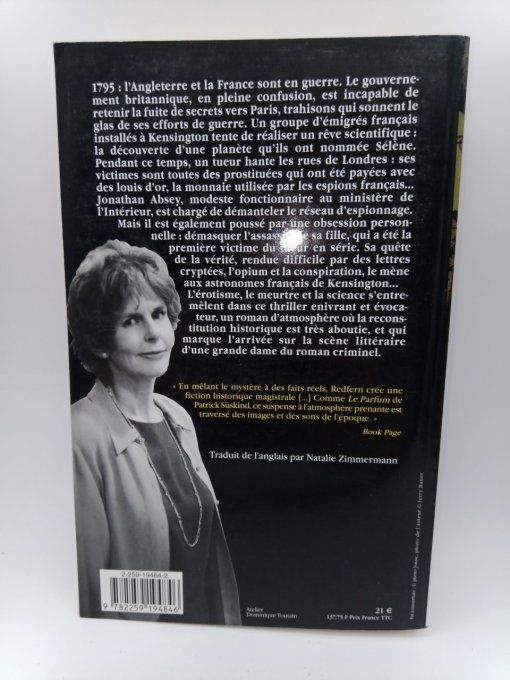 1795 : l'Angleterre et la France sont en guerre. Le gouverne-
ment britannique, en pleine confusion, est incapable de
retenir la fuite de secrets vers Paris, trahisons qui sonnent le
glas de ses efforts de guerre. Un groupe d'émigrés français
installés à Kensington tente de réaliser un rêve scientifique :
la découverte d'une planète qu'ils ont nommée Sélène.
Pendant ce temps, un tueur hante les rues de Londres : ses
victimes sont toutes des prostituées qui ont été payées avec
des louis d'or, la monnaie utilisée par les espions français...
Jonathan Absey, modeste fonctionnaire au ministère de
l'Intérieur, est chargé de démanteler le réseau d'espionnage.
Mais il est également poussé par une obsession person-
nelle : démasquer l'assassin de sa fille, qui a été la
première victime du tueur en série. Sa quête
de la vérité, rendue difficile par des lettres
cryptées, l'opium et la conspiration, le mène
aux astronomes français de Kensington...
L'érotisme, le meurtre et la science s'entre-
mêlent dans ce thriller enivrant et évoca-
teur, un roman d'atmosphère où la recons-
titution historique est très aboutie, et qui
marque l'arrivée sur la scène littéraire
d'une grande dame du roman criminel.
« En mêlant le mystère à des faits réels, Redfern crée une
fiction historique magistrale [...] Comme Le Parfum de
Patrick Süskind, ce suspense à l'atmosphère prenante est
traversé des images et des sons de l'époque. »
Book Page
Traduit de l'anglais par Natalie Zimmermann
2-259-19484-2
9 782259 194846
Atelier
Dominique Toutain
21 €
137,75 F Prix France TTC
En couverture : © photo Josse, photo de l'auteur © Jerry Bauer